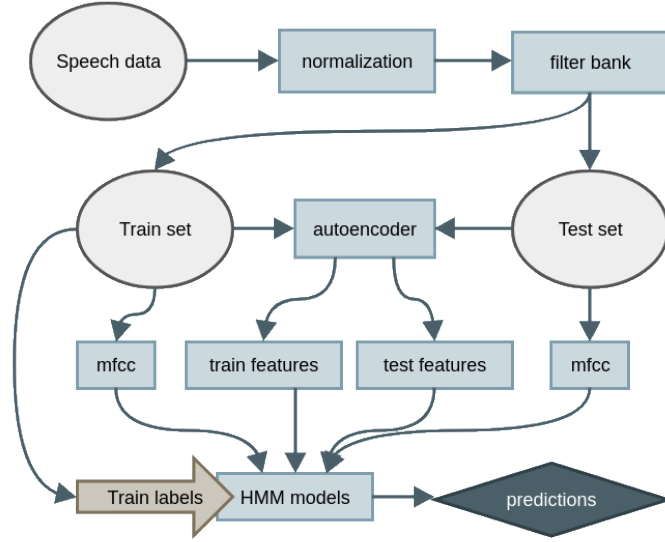 Speech data
normalization
filter bank
Train set
autoencoder
Test set
mfcc
train features
test features
mfcc
Train labels
HMM models
predictions